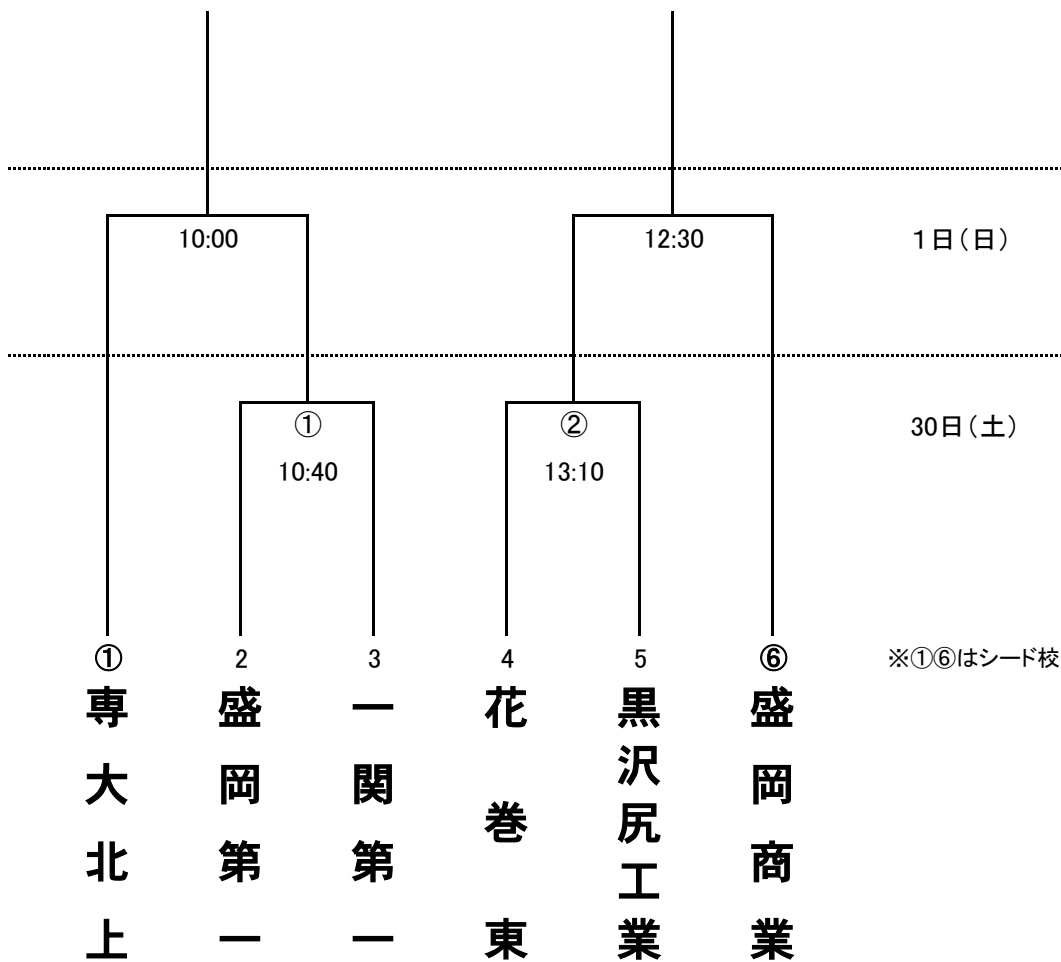 10:00
12:30
1日(日)
①
②
30日(土)
10:40
13:10
①
2
3
4
5
⑥
※①⑥はシード校
専大北上
盛岡第一
一関第一
花巻東
黒沢尻工業
盛岡商業